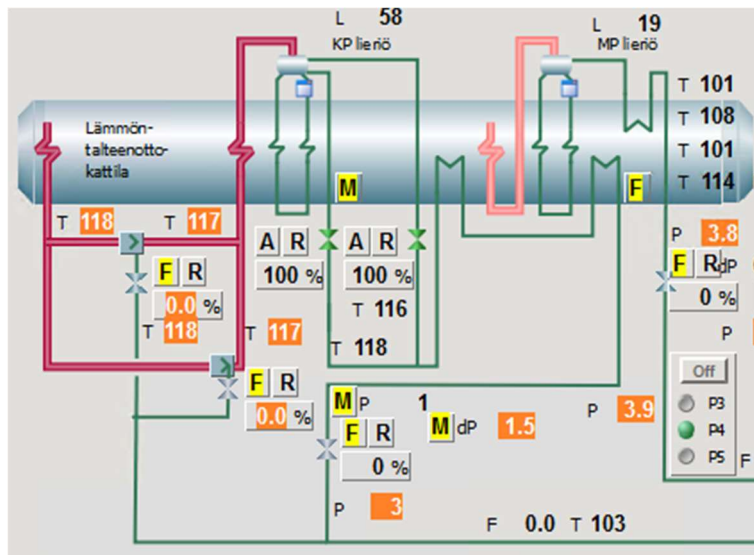 L 58
KP lieriö
L 19
MP lieriö
T 101
T 108
T 101
T 114
Lämmön-
talteenotto-
kattila
M
F
T 118
T 117
P 3.8
A R
A R
F R
F R dP
0.0 %
100 %
100 %
0 %
T 116
T 118
T 117
T 118
P
Off
F R
0.0 %
M P 1
M dP 1.5
P 3.9
P3
P4
P5
F
F R
0 %
P 3
F 0.0 T 103